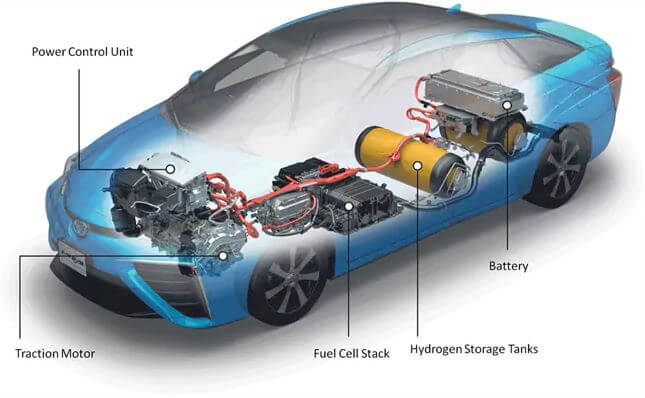 Power Control Unit
Battery
Traction Motor
Fuel Cell Stack
Hydrogen Storage Tanks